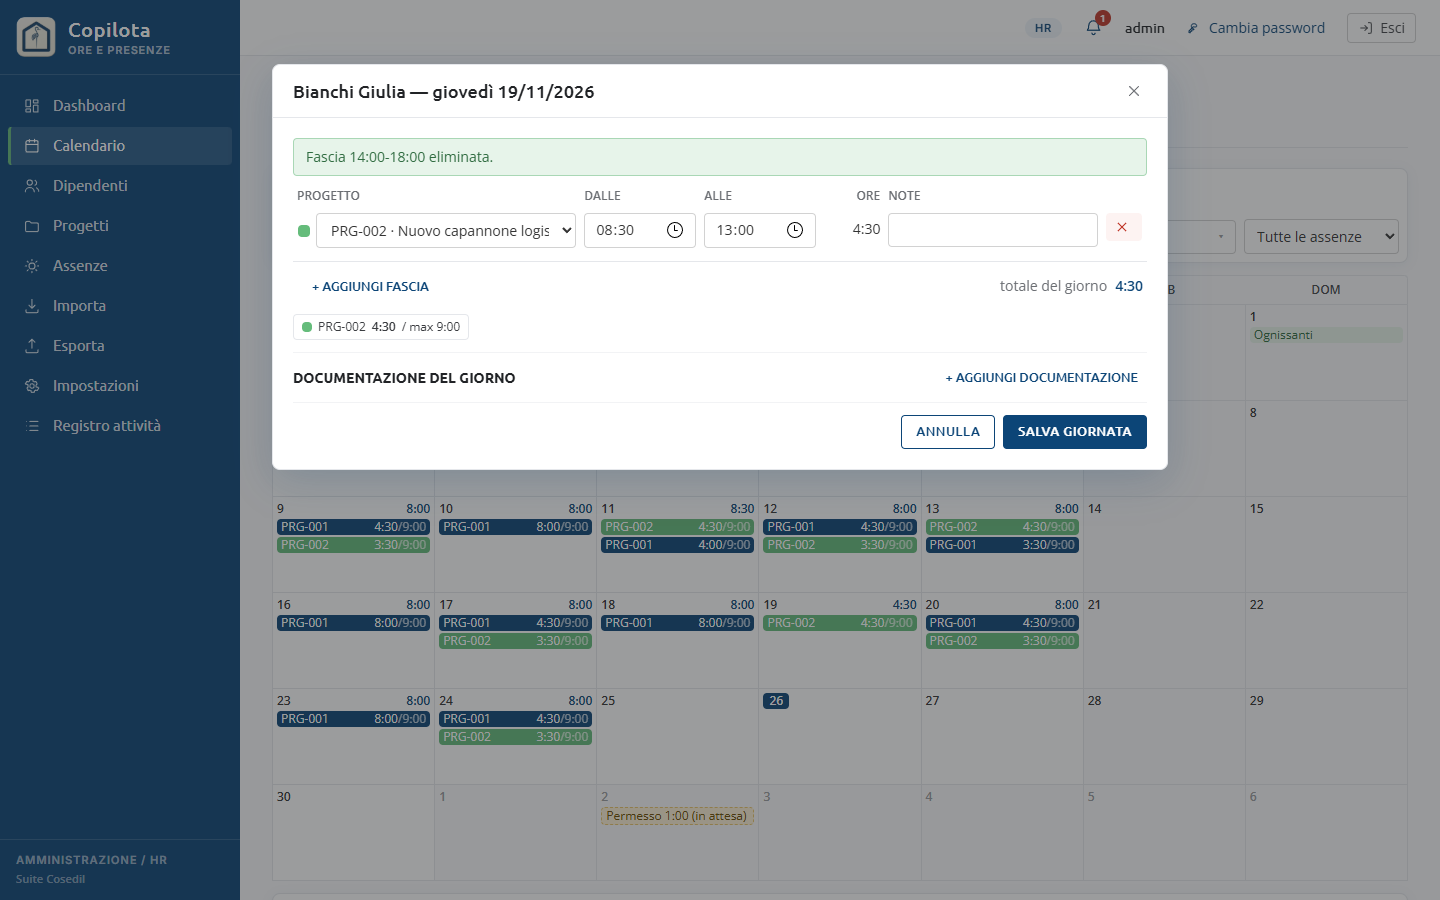 Copilota
ORE E PRESENZE
HR
1
admin
Cambia password
Esci
Dashboard
Calendario
Dipendenti
Progetti
Assenze
Importa
Esporta
Impostazioni
Registro attività
AMMINISTRAZIONE / HR
Suite Cosedil
Bianchi Giulia — giovedì 19/11/2026
Fascia 14:00-18:00 eliminata.
PROGETTO DALLE ALLE ORE NOTE
PRG-002 · Nuovo capannone logis 08:30 13:00 4:30
+ AGGIUNGI FASCIA totale del giorno 4:30
PRG-002 4:30 / max 9:00
DOCUMENTAZIONE DEL GIORNO + AGGIUNGI DOCUMENTAZIONE
ANNULLA SALVA GIORNATA
Tutte le assenze
B DOM
1
Ognissanti
8
9 8:00 10 8:00 11 8:30 12 8:00 13 8:00 14 15
PRG-001 4:30/9:00 PRG-001 8:00/9:00 PRG-002 4:30/9:00 PRG-001 4:30/9:00 PRG-002 4:30/9:00
PRG-002 3:30/9:00 PRG-001 4:00/9:00 PRG-002 3:30/9:00 PRG-001 3:30/9:00
16 8:00 17 8:00 18 8:00 19 4:30 20 8:00 21 22
PRG-001 8:00/9:00 PRG-001 4:30/9:00 PRG-001 8:00/9:00 PRG-002 4:30/9:00 PRG-001 4:30/9:00
PRG-002 3:30/9:00 PRG-002 3:30/9:00
23 8:00 24 8:00 25 26 27 28 29
PRG-001 8:00/9:00 PRG-001 4:30/9:00
PRG-002 3:30/9:00
30 1 2 3 4 5 6
Permesso 1:00 (in attesa)